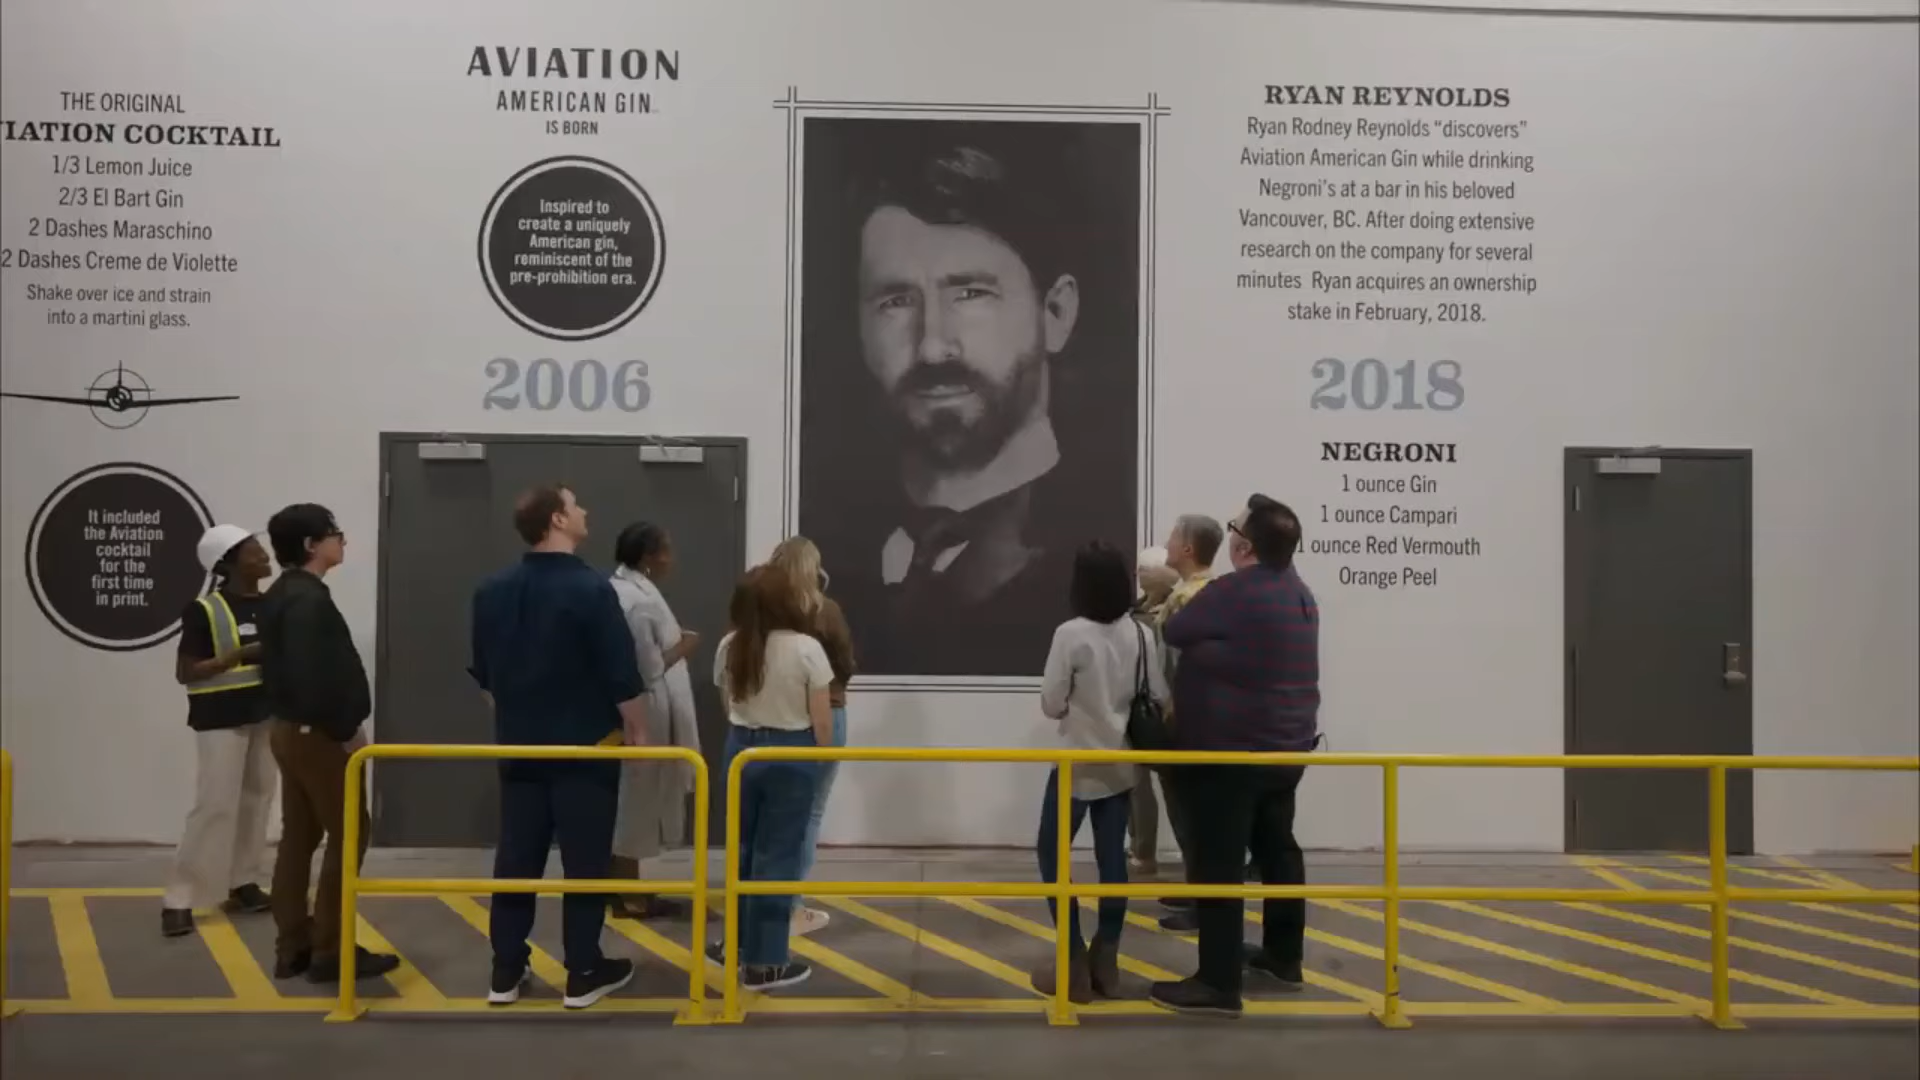 THE ORIGINAL
IATION COCKTAIL
1/3 Lemon Juice
2/3 El Bart Gin
2 Dashes Maraschino
2 Dashes Creme de Violette
Shake over ice and strain
into a martini glass.
It included
the Aviation
cocktail
for the
first time
in print.
AVIATION
AMERICAN GIN
IS BORN
Inspired to
create a uniquely
American gin,
reminiscent of the
pre-prohibition era.
2006
RYAN REYNOLDS
Ryan Rodney Reynolds “discovers”
Aviation American Gin while drinking
Negroni's at a bar in his beloved
Vancouver, BC. After doing extensive
research on the company for several
minutes Ryan acquires an ownership
stake in February, 2018.
2018
NEGRONI
1 ounce Gin
1 ounce Campari
1 ounce Red Vermouth
Orange Peel